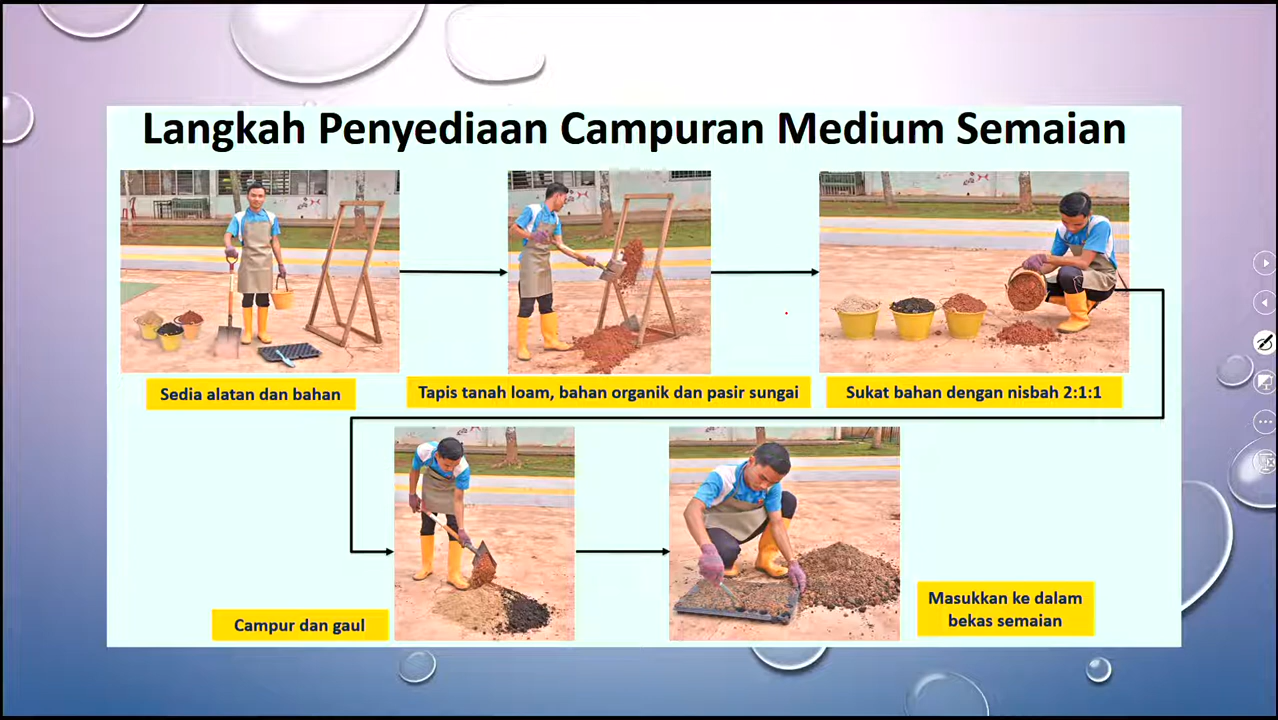 Langkah Penyediaan Campuran Medium Semaian
Sedia alatan dan bahan
Tapis tanah loam, bahan organik dan pasir sungai
Sukat bahan dengan nisbah 2:1:1
Campur dan gaul
Masukkan ke dalam
bekas semaian